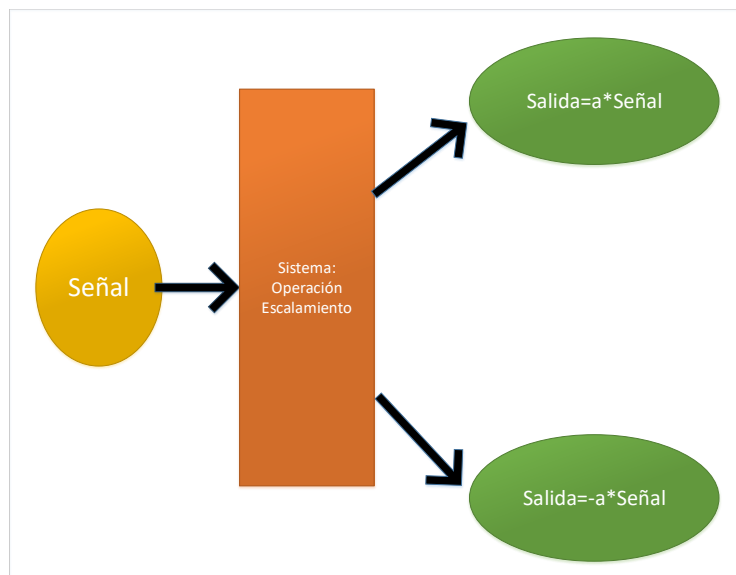 Salida=a*Señal
Señal
Sistema:
Operación
Escalamiento
Salida=-a*Señal